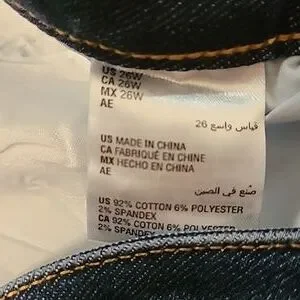 US 26W
CA 26W
MX 26W
AE
قياس واسع 26
US MADE IN CHINA
CA FABRIQUÉ EN CHINE
MX HECHO EN CHINA
AE
صنع في الصين
US 92% COTTON 6% POLYESTER
2% SPANDEX
CA 92% COTTON 6% POLYESTER
2% SPANDEX